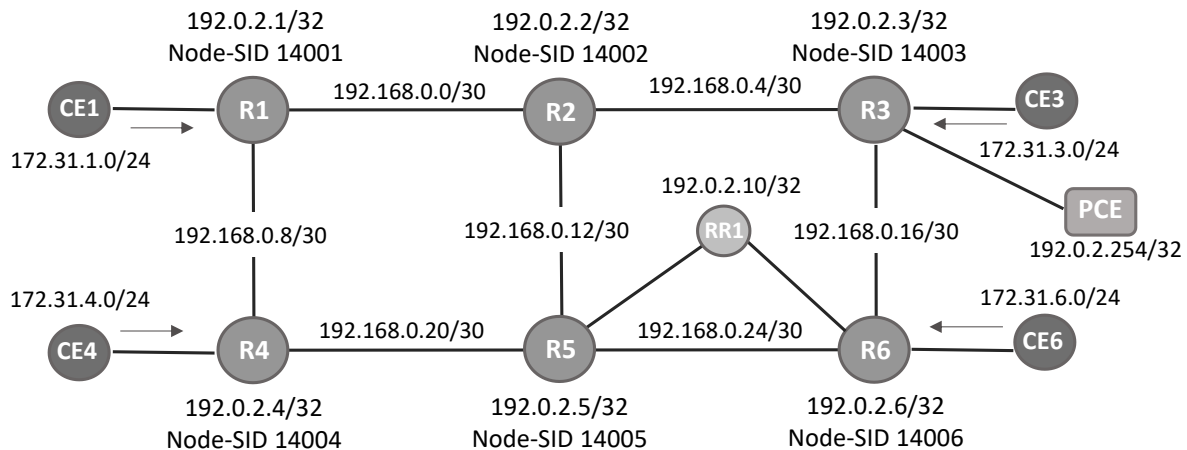 192.0.2.1/32
Node-SID 14001
192.0.2.2/32
Node-SID 14002
192.0.2.3/32
Node-SID 14003
CE1
R1
192.168.0.0/30
R2
192.168.0.4/30
R3
CE3
172.31.1.0/24
172.31.3.0/24
192.0.2.10/32
PCE
192.168.0.8/30
192.168.0.12/30
RR1
192.168.0.16/30
192.0.2.254/32
172.31.4.0/24
172.31.6.0/24
CE4
R4
192.168.0.20/30
R5
192.168.0.24/30
R6
CE6
192.0.2.4/32
Node-SID 14004
192.0.2.5/32
Node-SID 14005
192.0.2.6/32
Node-SID 14006